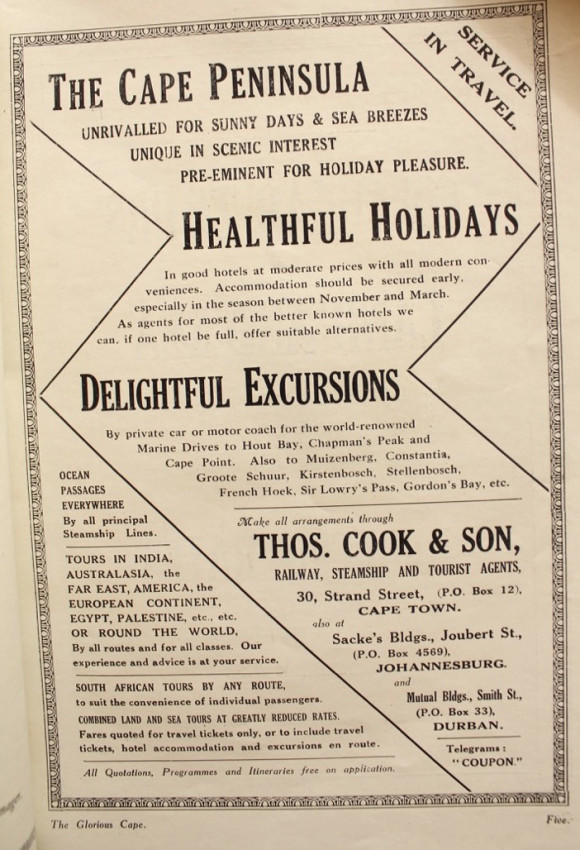 SERVICE
IN TRAVEL.
THE CAPE PENINSULA
UNRIVALLED FOR SUNNY DAYS & SEA BREEZES
UNIQUE IN SCENIC INTEREST
PRE-EMINENT FOR HOLIDAY PLEASURE.
HEALTHFUL HOLIDAYS
In good hotels at moderate prices with all modern con-
veniences. Accommodation should be secured early,
especially in the season between November and March.
As agents for most of the better known hotels we
can, if one hotel be full, offer suitable alternatives.
DELIGHTFUL EXCURSIONS
By private car or motor coach for the world-renowned
Marine Drives to Hout Bay, Chapman's Peak and
Cape Point. Also to Muizenberg, Constantia,
Groote Schuur, Kirstenbosch, Stellenbosch,
French Hoek, Sir Lowry's Pass, Gordon's Bay, etc.
OCEAN
PASSAGES
EVERYWHERE
By all principal
Steamship Lines.
TOURS IN INDIA,
AUSTRALASIA, the
FAR EAST, AMERICA, the
EUROPEAN CONTINENT,
EGYPT, PALESTINE, etc., etc.
OR ROUND THE WORLD,
By all routes and for all classes. Our
experience and advice is at your service.
SOUTH AFRICAN TOURS BY ANY ROUTE,
to suit the convenience of individual passengers.
COMBINED LAND AND SEA TOURS AT GREATLY REDUCED RATES.
Fares quoted for travel tickets only, or to include travel
tickets, hotel accommodation and excursions en route.
All Quotations, Programmes and Itineraries free on application.
Make all arrangements through
THOS. COOK & SON,
RAILWAY, STEAMSHIP AND TOURIST AGENTS,
30, Strand Street, (P.O. Box 12),
CAPE TOWN.
also at
Sacke's Bldgs., Joubert St.,
(P.O. Box 4569),
JOHANNESBURG.
and
Mutual Bldgs., Smith St.,
(P.O. Box 33),
DURBAN.
Telegrams:
"COUPON."
The Glorious Cape.
Five.